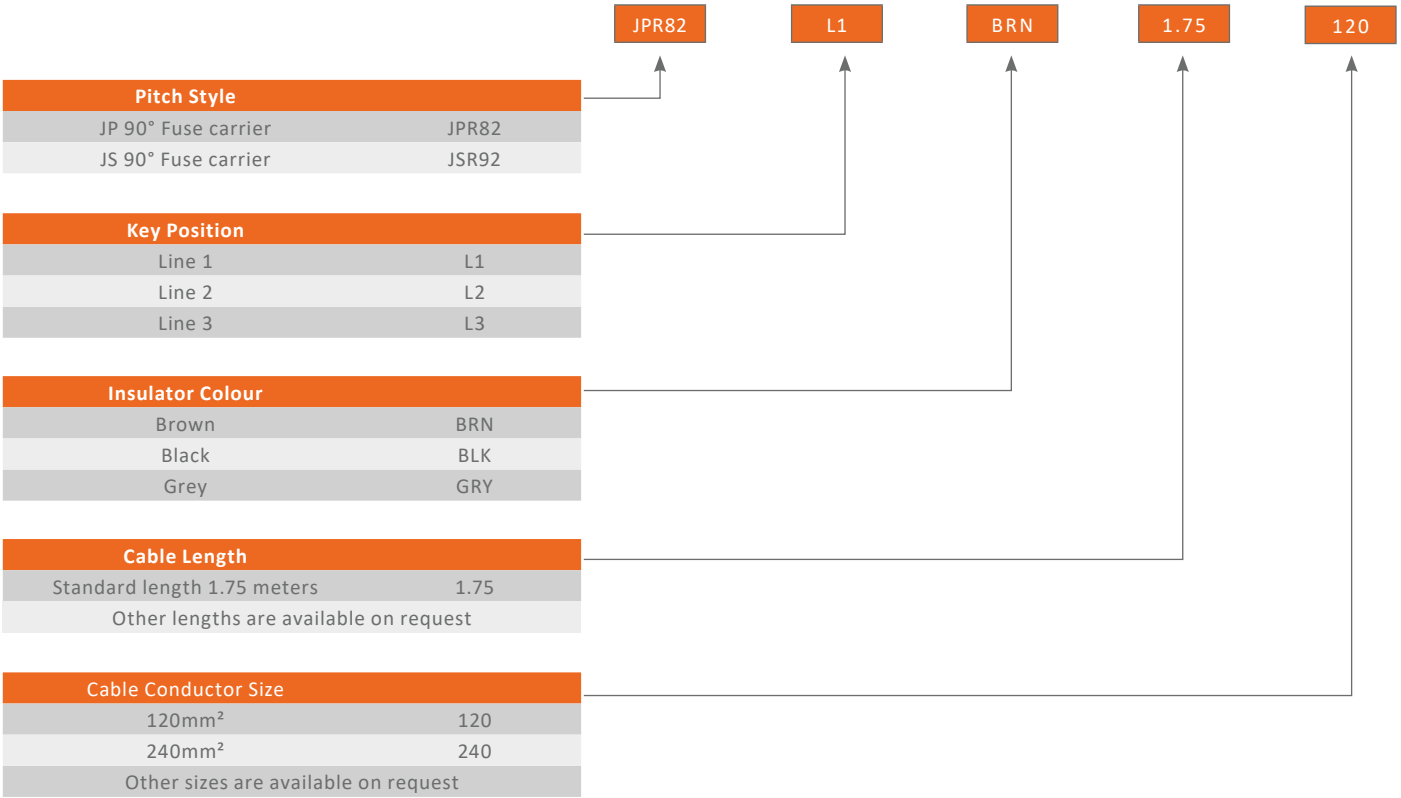 JPR82 L1 BRN 1.75 120
Pitch Style
JP 90° Fuse carrier JPR82
JS 90° Fuse carrier JSR92
Key Position
Line 1 L1
Line 2 L2
Line 3 L3
Insulator Colour
Brown BRN
Black BLK
Grey GRY
Cable Length
Standard length 1.75 meters 1.75
Other lengths are available on request
Cable Conductor Size
120mm² 120
240mm² 240
Other sizes are available on request